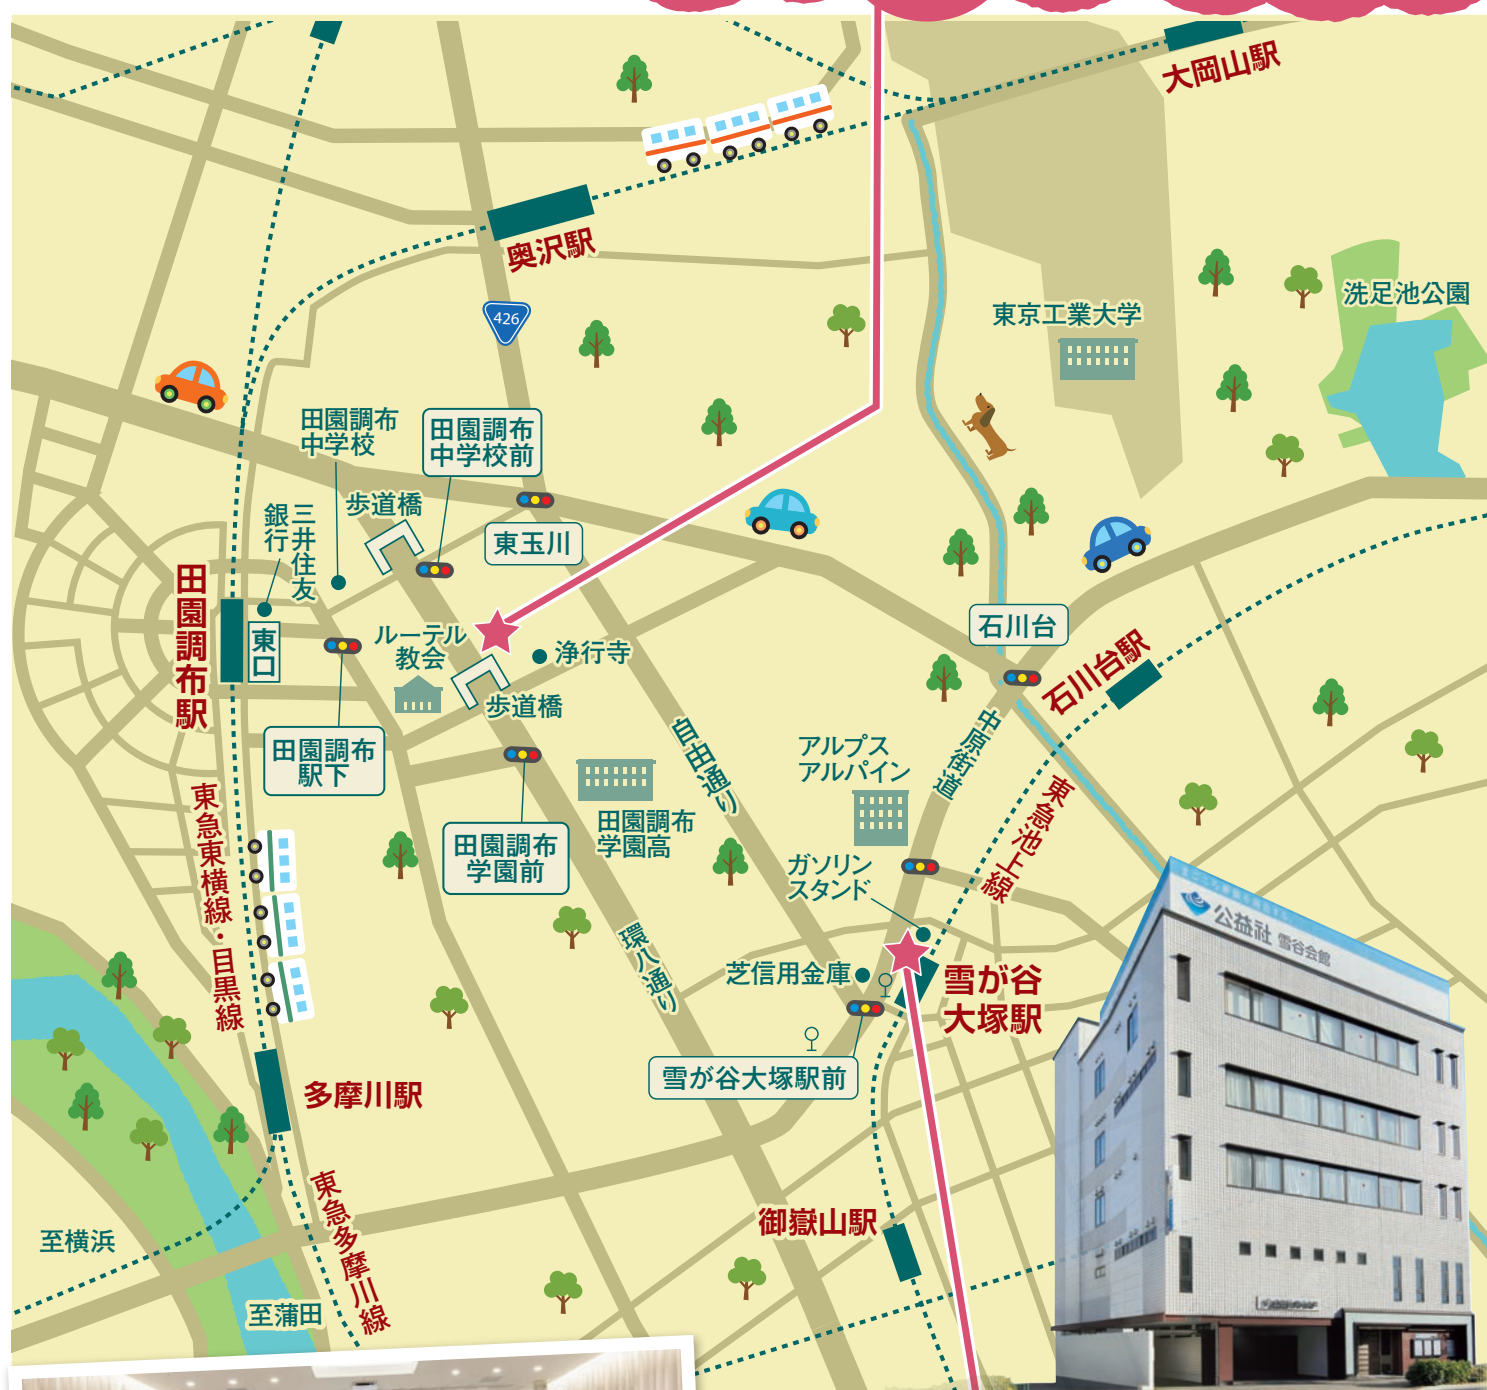 大岡山駅
奥沢駅
426
東京工業大学
洗足池公園
田園調布
中学校
田園調布
中学校前
歩道橋
三井住友
銀行
東玉川
田園調布駅
東口
ルーテル
教会
浄行寺
歩道橋
石川台
石川台駅
田園調布
駅下
自由通り
中原街道
アルプス
アルパイン
東急東横線・目黒線
田園調布
学園前
田園調布
学園高
東急池上線
ガソリン
スタンド
環八通り
芝信用金庫
雪が谷
大塚駅
公益社 雪谷会館
雪が谷大塚駅前
多摩川駅
東急多摩川線
御嶽山駅
至横浜
至蒲田